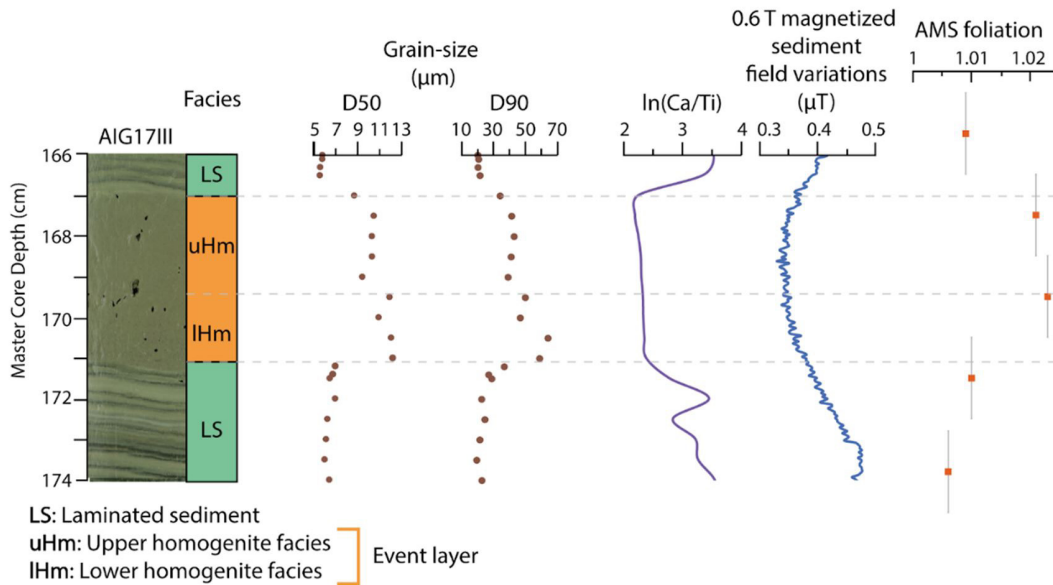 Grain-size
(μm)
0.6 T magnetized
sediment
field variations
(μT)
AMS foliation
1 1.01 1.02
Facies
AIG17III
D50
5 7 9 11 13
D90
10 30 50 70
ln(Ca/Ti)
2 3 4
0.3 0.4 0.5
Master Core Depth (cm)
166
168
170
172
174
LS
uHm
lHm
LS
LS: Laminated sediment
uHm: Upper homogenite facies
lHm: Lower homogenite facies
Event layer